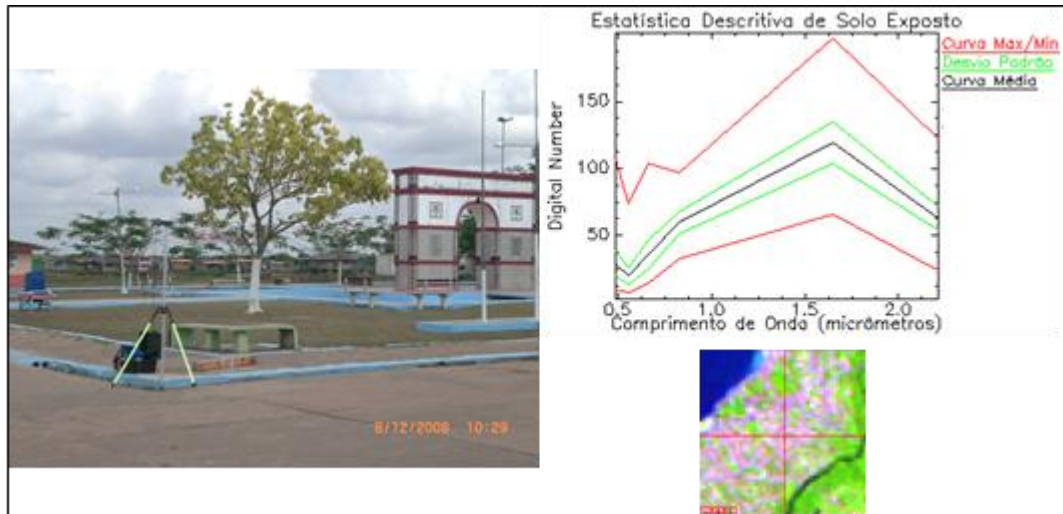 Estatística Descritiva de Solo Exposto
Curva Max/Min
Desvio Padrão
Curva Média
Digital Number
150
100
50
0.5 1.0 1.5 2.0
Comprimento de Onda (micrômetros)
8/12/2008 10:29